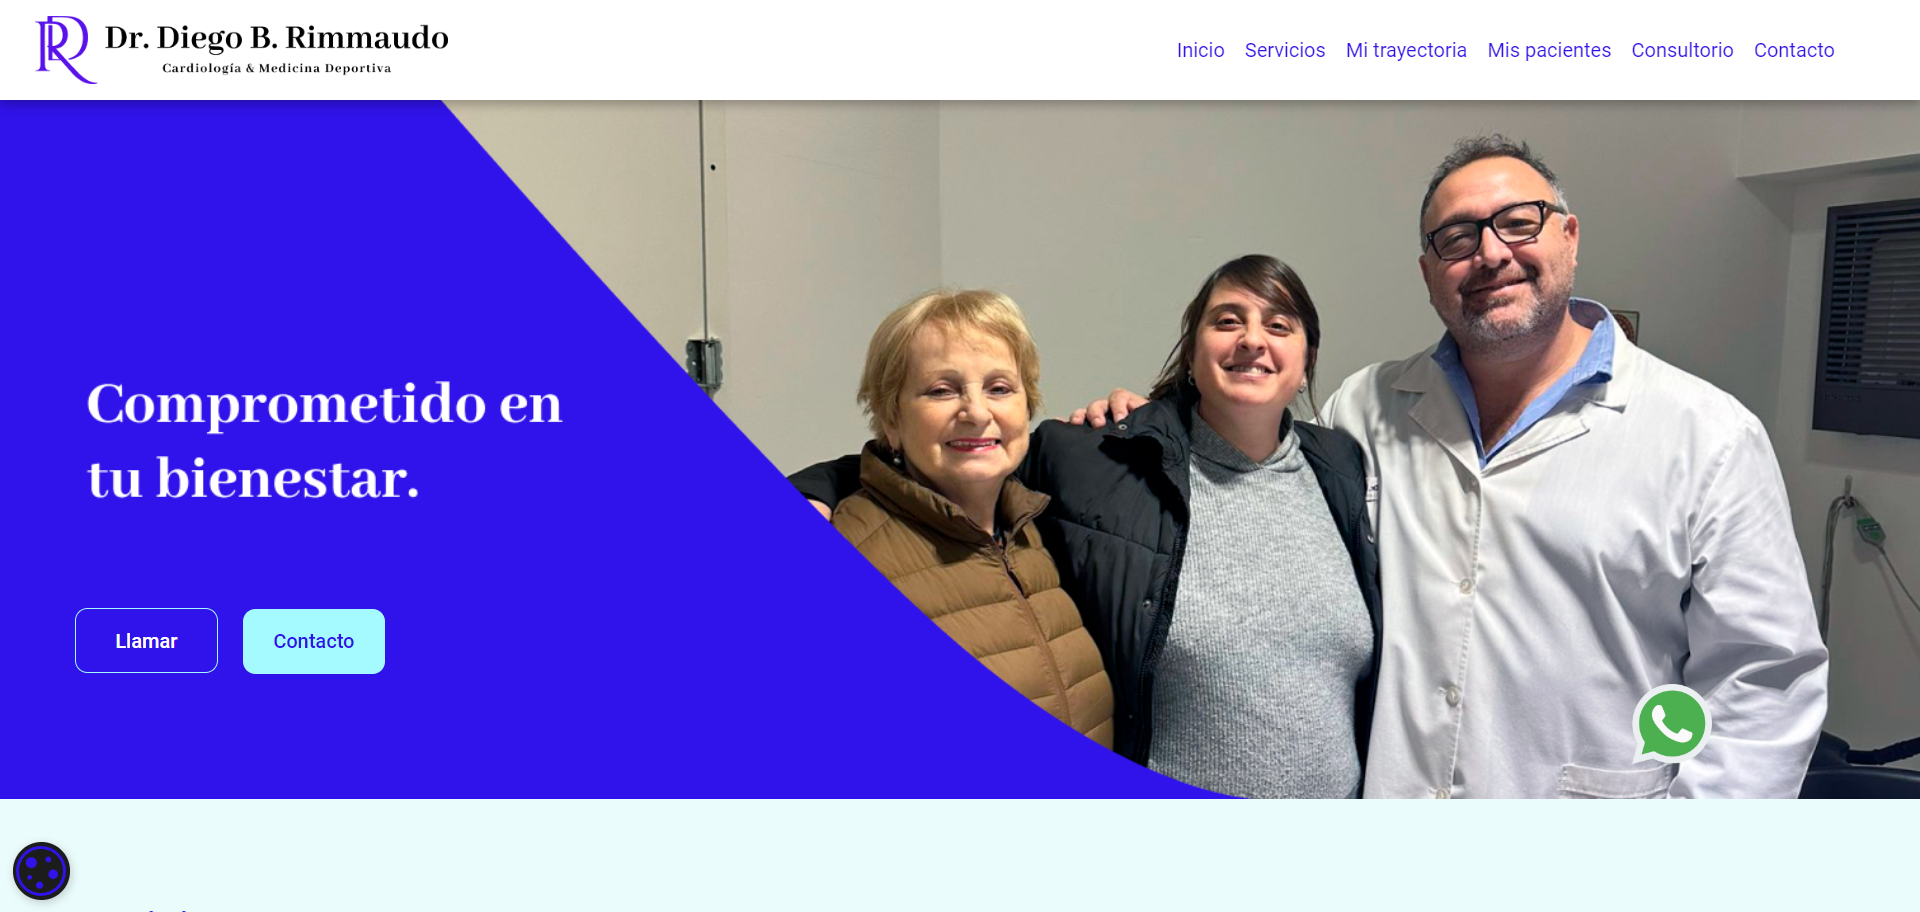 Dr. Diego B. Rimmaudo
Cardiología & Medicina Deportiva
Inicio Servicios Mi trayectoria Mis pacientes Consultorio Contacto
Comprometido en
tu bienestar.
Llamar
Contacto